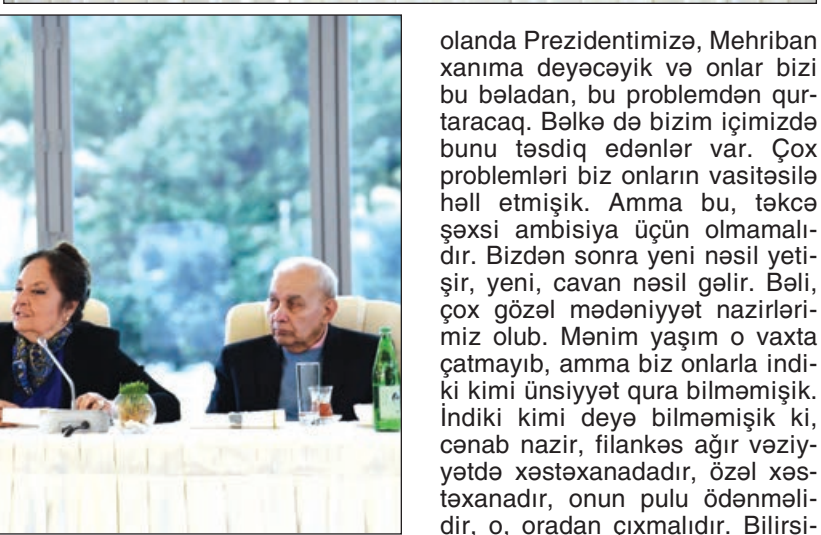 olanda Prezidentimizə, Mehriban
xanıma deyəcəyik və onlar bizi
bu bəladan, bu problemdən qur-
taracaq. Bəlkə də bizim içimizdə
bunu təsdiq edənlər var. Çox
problemləri biz onların vasitəsilə
həll etmişik. Amma bu, təkcə
şəxsi ambisiya üçün olmamalı-
dır. Bizdən sonra yeni nəsil yeti-
şir, yeni, cavan nəsil gəlir. Bəli,
çox gözəl mədəniyyət nazirləri-
miz olub. Mənim yaşım o vaxta
çatmayıb, amma biz onlarla indi-
ki kimi ünsiyyət qura bilməmişik.
İndiki kimi deyə bilməmişik ki,
cənab nazir, filankəs ağır vəziy-
yətdə xəstəxanadadır, özəl xəs-
təxanadır, onun pulu ödənməli-
dir, o, oradan çıxmalıdır. Bilirsi-